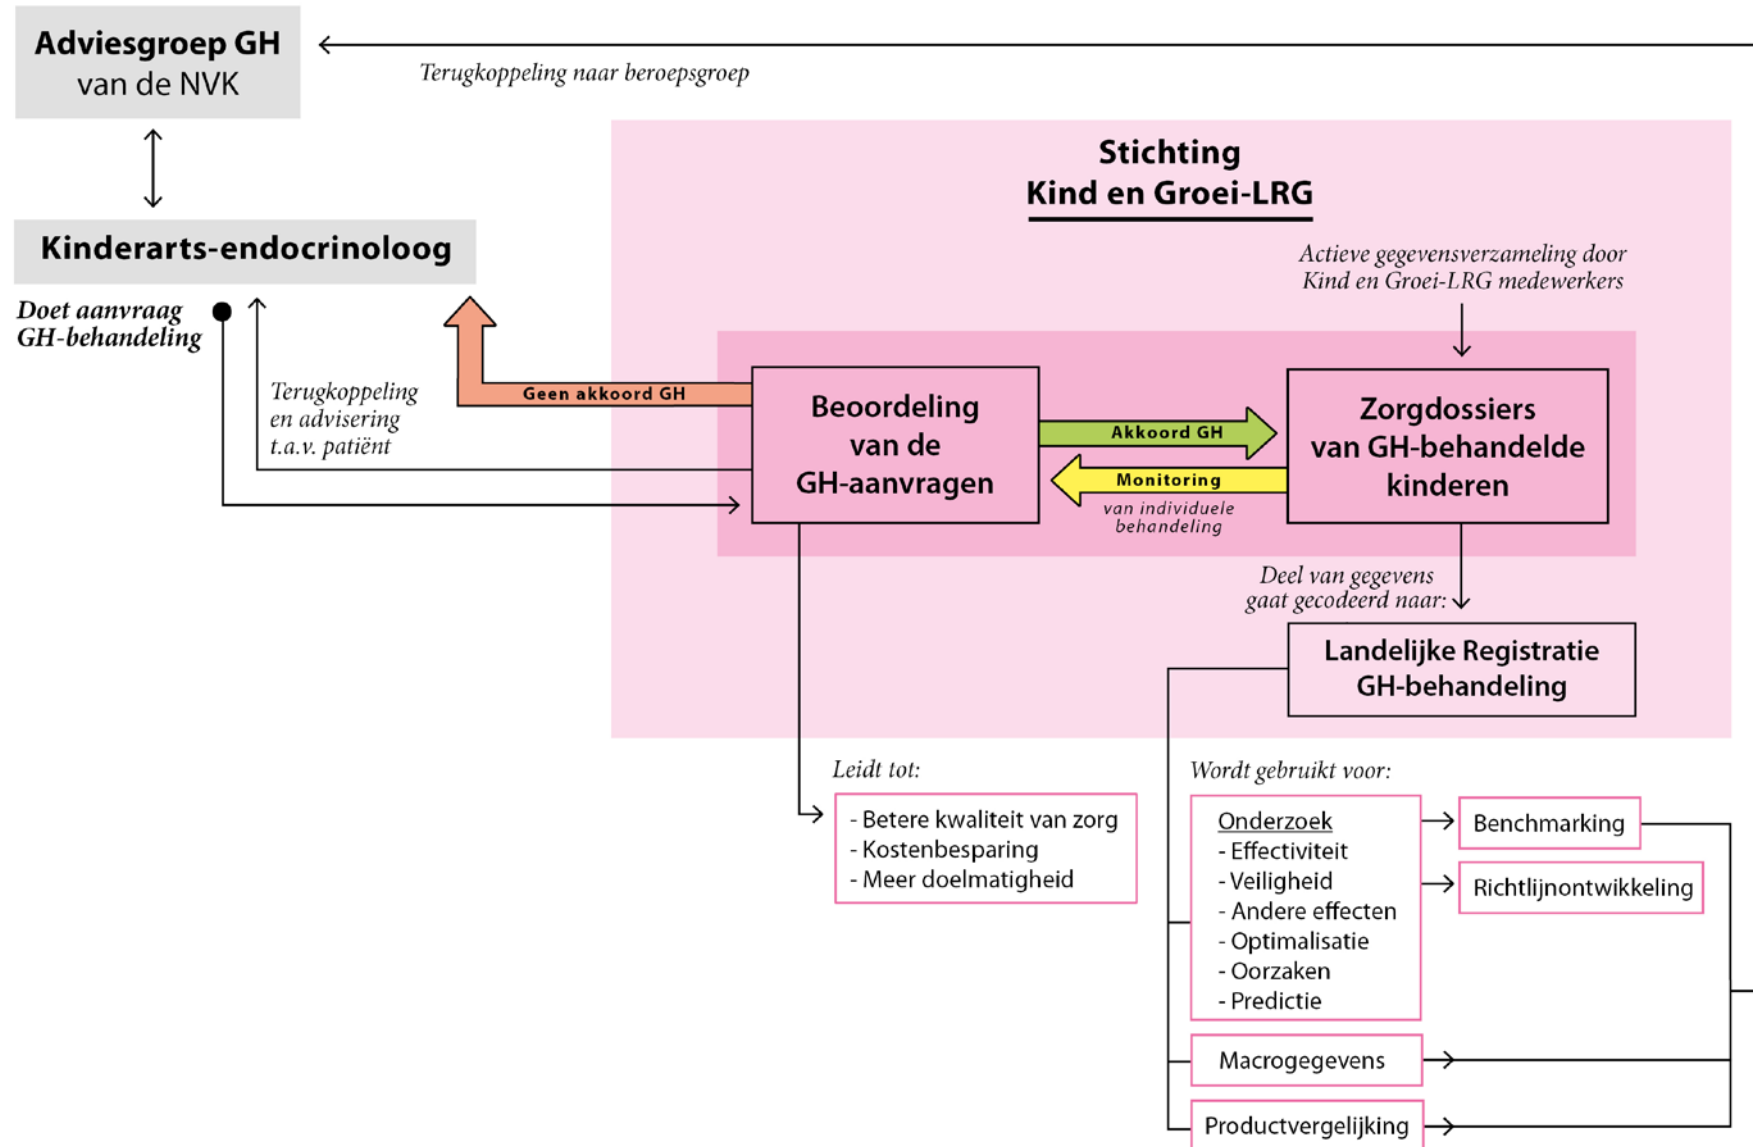 Adviesgroep GH
van de NVK
Terugkoppeling naar beroepsgroep
Stichting
Kind en Groei-LRG
Kinderarts-endocrinoloog
Actieve gegevensverzameling door
Kind en Groei-LRG medewerkers
Doet aanvraag
GH-behandeling
Terugkoppeling
en advisering
t.a.v. patiënt
Geen akkoord GH
Beoordeling
van de
GH-aanvragen
Akkoord GH
Monitoring
van individuele
behandeling
Zorgdossiers
van GH-behandelde
kinderen
Deel van gegevens
gaat gecodeerd naar:
Landelijke Registratie
GH-behandeling
Leidt tot:
- Betere kwaliteit van zorg
- Kostenbesparing
- Meer doelmatigheid
Wordt gebruikt voor:
Onderzoek
- Effectiviteit
- Veiligheid
- Andere effecten
- Optimalisatie
- Oorzaken
- Predictie
Benchmarking
Richtlijnontwikkeling
Macrogegevens
Productvergelijking